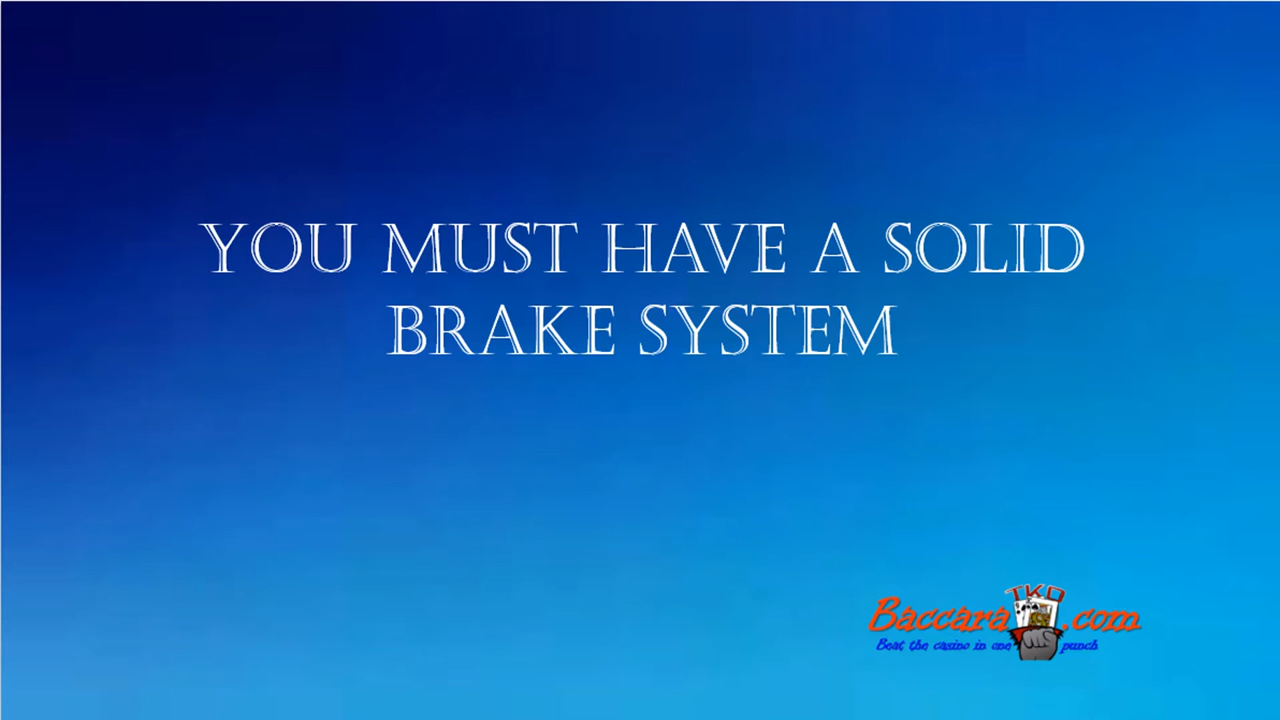 YOU MUST HAVE A SOLID
BRAKE SYSTEM
TKO
Baccara .com
Beat the casino in one punch